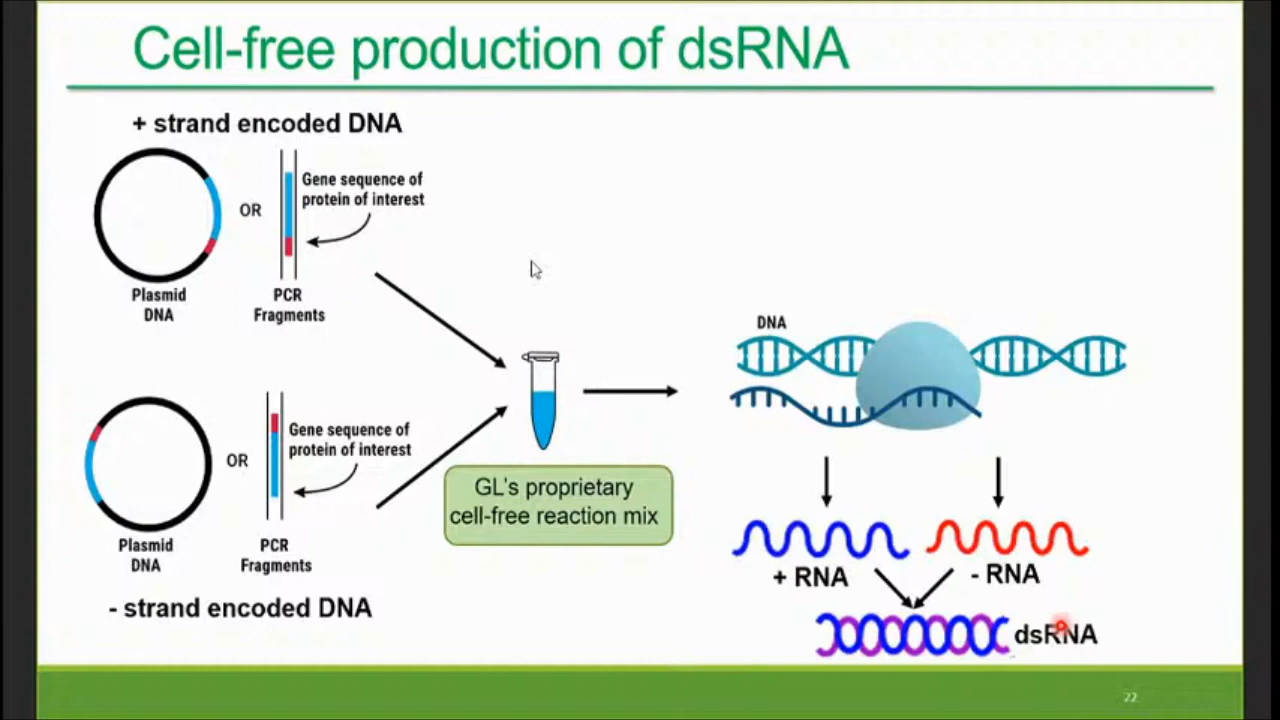 Cell-free production of dsRNA
+ strand encoded DNA
OR
Gene sequence of
protein of interest
Plasmid
DNA
PCR
Fragments
OR
Gene sequence of
protein of interest
Plasmid
DNA
PCR
Fragments
- strand encoded DNA
GL's proprietary
cell-free reaction mix
DNA
+ RNA
- RNA
dsRNA
22